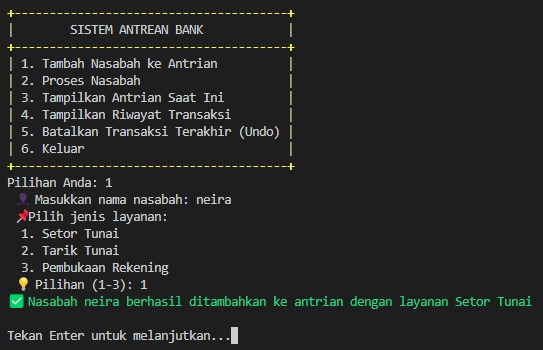 +----------------------------------+
|       SISTEM ANTREAN BANK        |
+----------------------------------+
| 1. Tambah Nasabah ke Antrian     |
| 2. Proses Nasabah                |
| 3. Tampilkan Antrian Saat Ini    |
| 4. Tampilkan Riwayat Transaksi   |
| 5. Batalkan Transaksi Terakhir (Undo) |
| 6. Keluar                        |
+----------------------------------+
Pilihan Anda: 1
👤 Masukkan nama nasabah: neira
📌Pilih jenis layanan:
1. Setor Tunai
2. Tarik Tunai
3. Pembukaan Rekening
💡 Pilihan (1-3): 1
✅ Nasabah neira berhasil ditambahkan ke antrian dengan layanan Setor Tunai
Tekan Enter untuk melanjutkan...